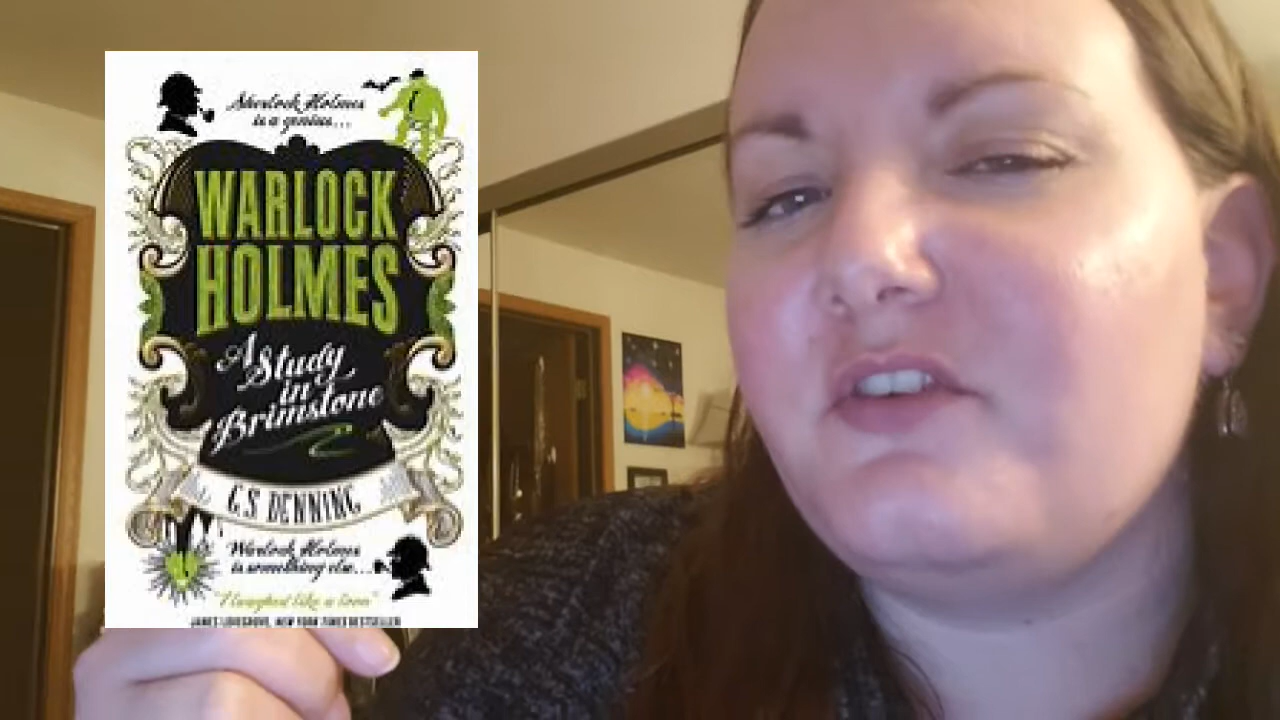 Sherlock Holmes
is a genius...
WARLOCK
HOLMES
A Study
in
Brimstone
G.S DENNING
Warlock Holmes
is something else...
"I laughed like a loon"
JAMES LOVEGROVE, NEW YORK TIMES BESTSELLER